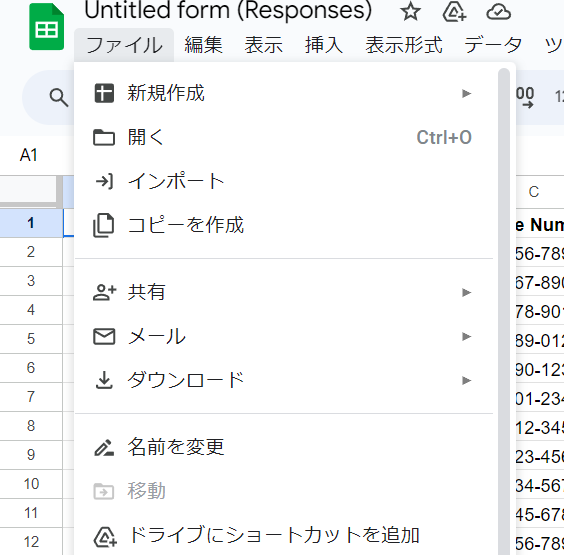 Untitled form (Responses)
ファイル 編集 表示 挿入 表示形式 データ ツ
新規作成
00 12
開く Ctrl+O
A1
インポート
C
コピーを作成
1 e Num
2 56-789
3 共有 67-890
4 78-901
5 メール 89-012
6 ダウンロード 90-123
7 01-234
8 名前を変更 12-345
9 23-456
10 移動 34-567
11 45-678
12 ドライブにショートカットを追加 56-789